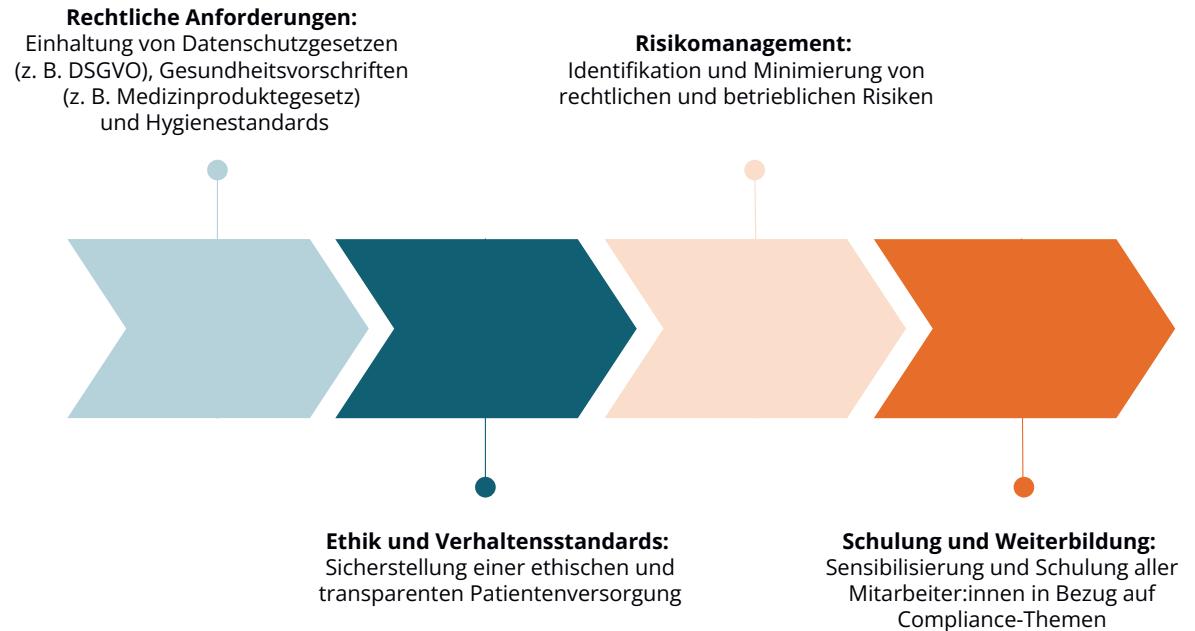 Rechtliche Anforderungen:
Einhaltung von Datenschutzgesetzen
(z. B. DSGVO), Gesundheitsvorschriften
(z. B. Medizinproduktegesetz)
und Hygienestandards
Risikomanagement:
Identifikation und Minimierung von
rechtlichen und betrieblichen Risiken
Ethik und Verhaltensstandards:
Sicherstellung einer ethischen und
transparenten Patientenversorgung
Schulung und Weiterbildung:
Sensibilisierung und Schulung aller
Mitarbeiter:innen in Bezug auf
Compliance-Themen